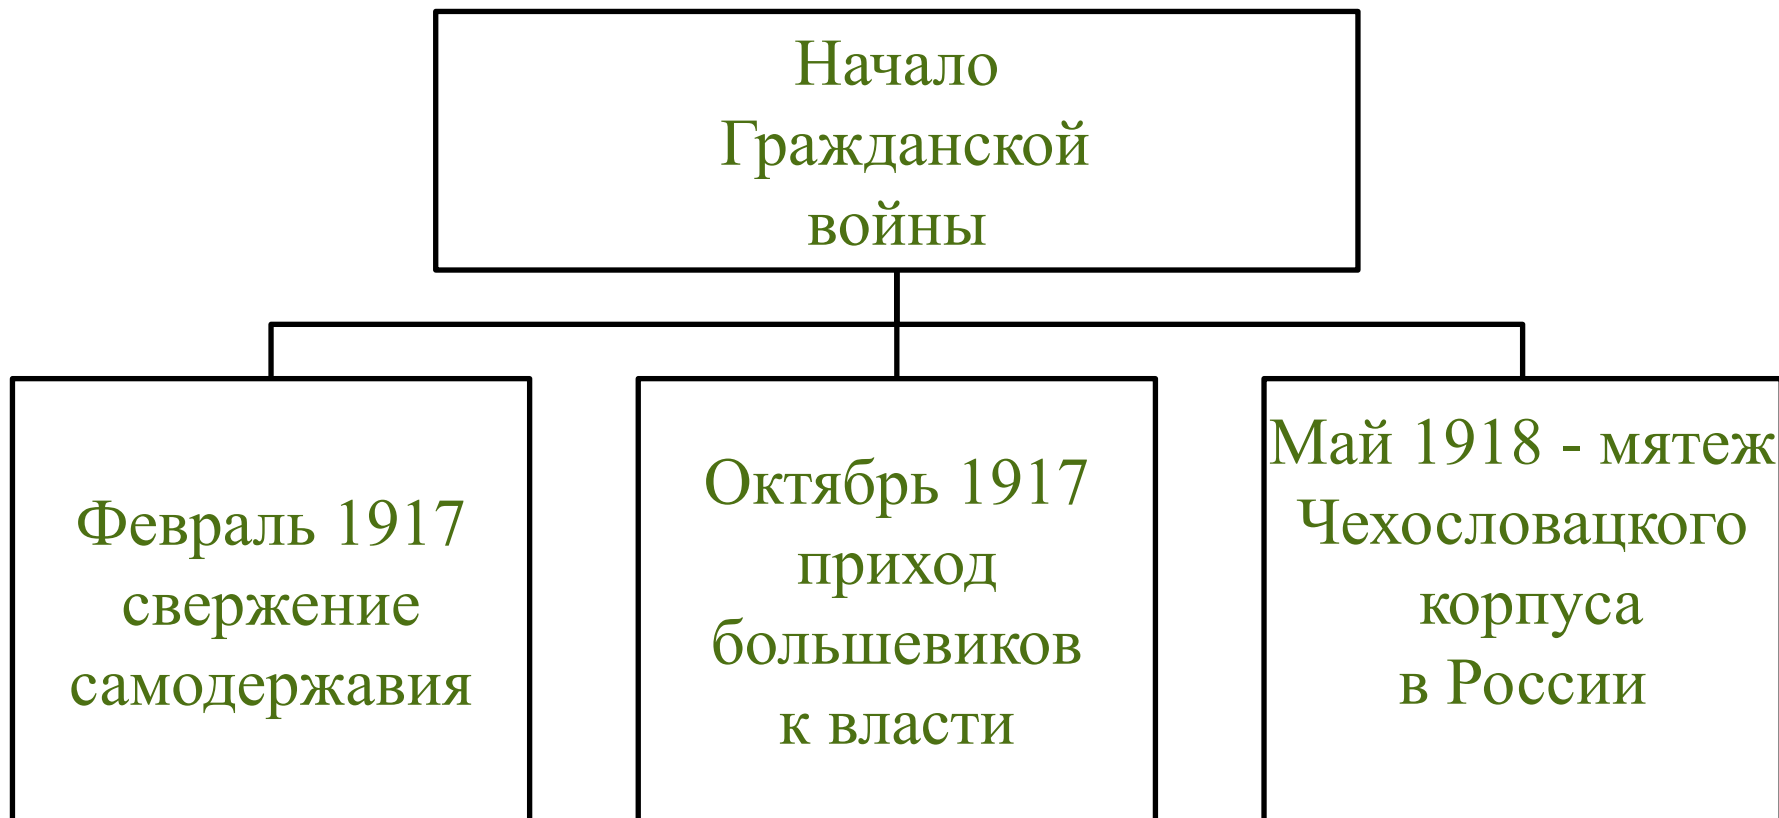 Начало
Гражданской
войны
Февраль 1917
свержение
самодержавия
Октябрь 1917
приход
большевиков
к власти
Май 1918 - мятеж
Чехословацкого
корпуса
в России